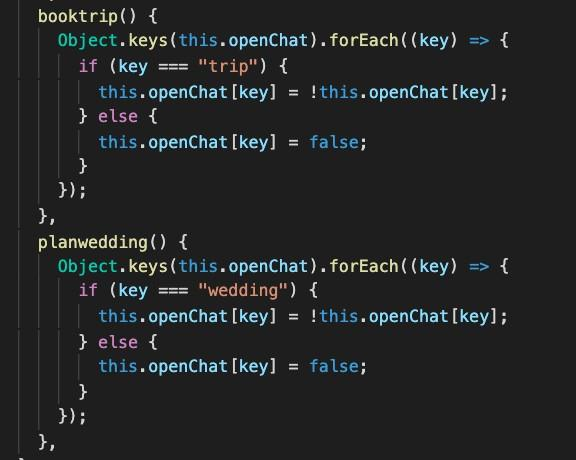 booktrip() {
Object.keys(this.openChat).forEach((key) => {
if (key === "trip") {
this.openChat[key] = !this.openChat[key];
} else {
this.openChat[key] = false;
}
});
},
planwedding() {
Object.keys(this.openChat).forEach((key) => {
if (key === "wedding") {
this.openChat[key] = !this.openChat[key];
} else {
this.openChat[key] = false;
}
});
},